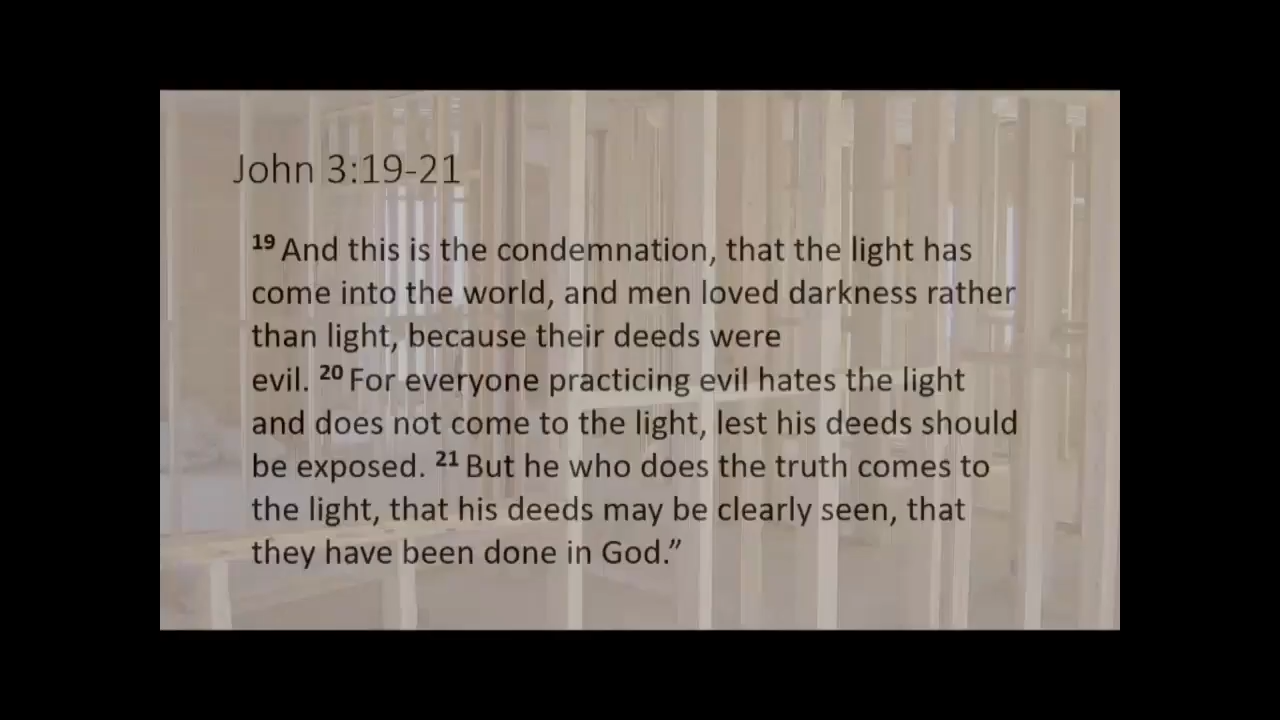 John 3:19-21
19 And this is the condemnation, that the light has
come into the world, and men loved darkness rather
than light, because their deeds were
evil. 20 For everyone practicing evil hates the light
and does not come to the light, lest his deeds should
be exposed. 21 But he who does the truth comes to
the light, that his deeds may be clearly seen, that
they have been done in God.”